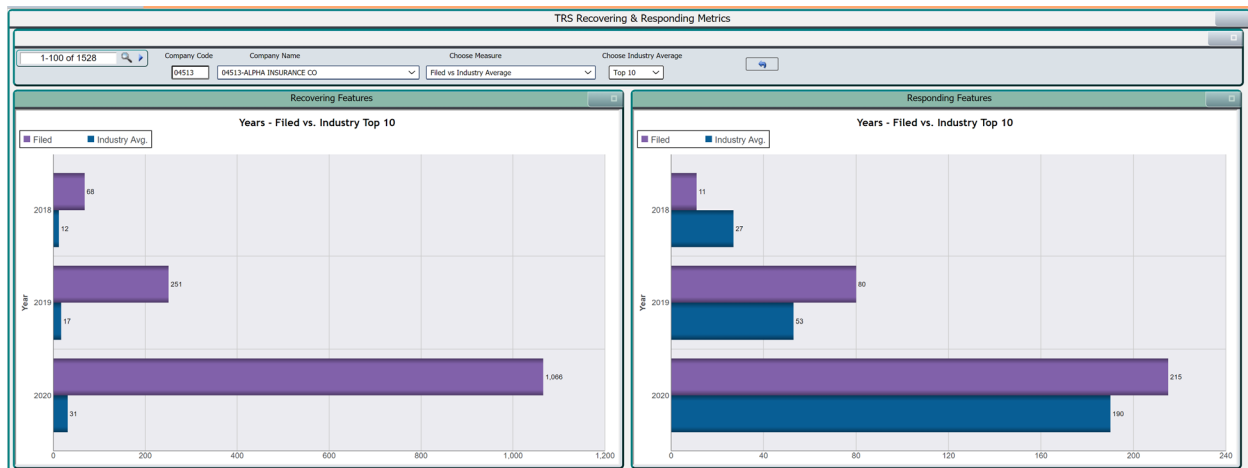 TRS Recovering & Responding Metrics
1-100 of 1528
Company Code
Company Name
Choose Measure
Choose Industry Average
04513
04513-ALPHA INSURANCE CO
Filed vs Industry Average
Top 10
Recovering Features
Years - Filed vs. Industry Top 10
Filed
Industry Avg.
Year
2018
68
12
2019
251
17
2020
1,066
31
0
200
400
600
800
1,000
1,200
Responding Features
Years - Filed vs. Industry Top 10
Filed
Industry Avg.
Year
2018
11
27
2019
80
53
2020
215
190
0
40
80
120
160
200
240